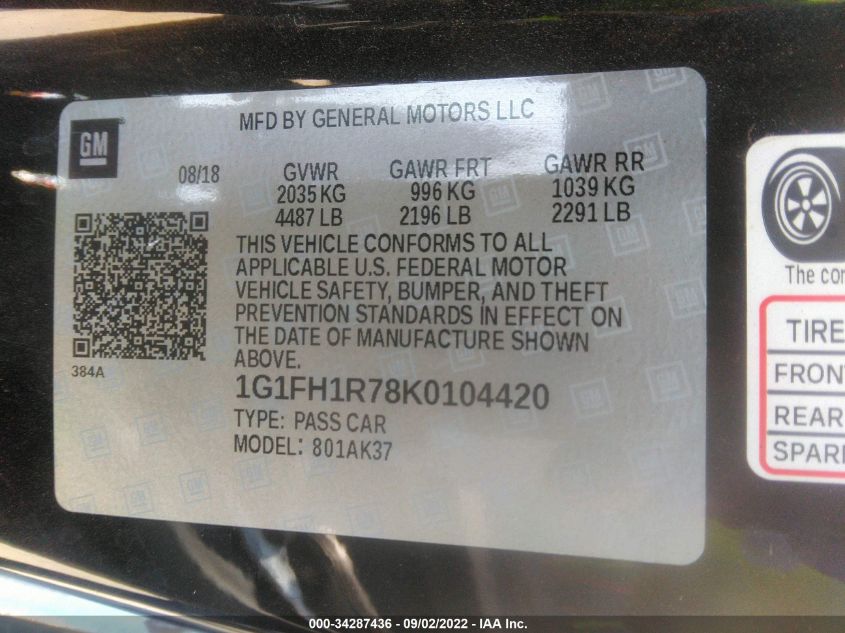 MFD BY GENERAL MOTORS LLC
GM
08/18 GVWR GAWR FRT GAWR RR
2035 KG 996 KG 1039 KG
4487 LB 2196 LB 2291 LB
THIS VEHICLE CONFORMS TO ALL
APPLICABLE U.S. FEDERAL MOTOR
VEHICLE SAFETY, BUMPER, AND THEFT
PREVENTION STANDARDS IN EFFECT ON
THE DATE OF MANUFACTURE SHOWN
ABOVE.
384A
1G1FH1R78K0104420
TYPE: PASS CAR
MODEL: 801AK37
The
TIRE
FRONT
REAR
SPARE
000-34287436 - 09/02/2022 - IAA Inc.